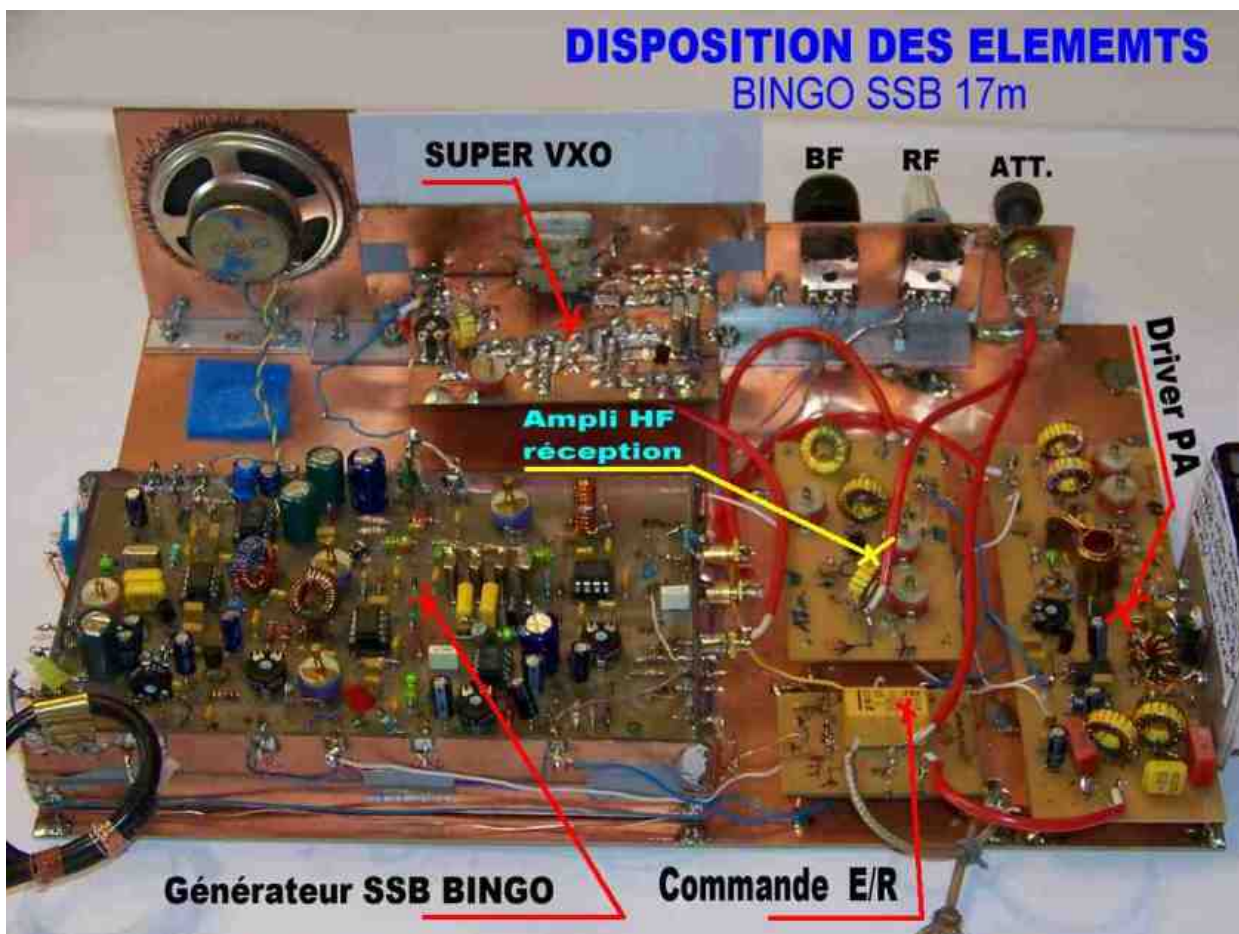 DISPOSITION DES ELEMEMTS
BINGO SSB 17m
SUPER VXO
BF
RF
ATT.
Driver PA
Ampli HF
réception
Générateur SSB BINGO
Commande E/R